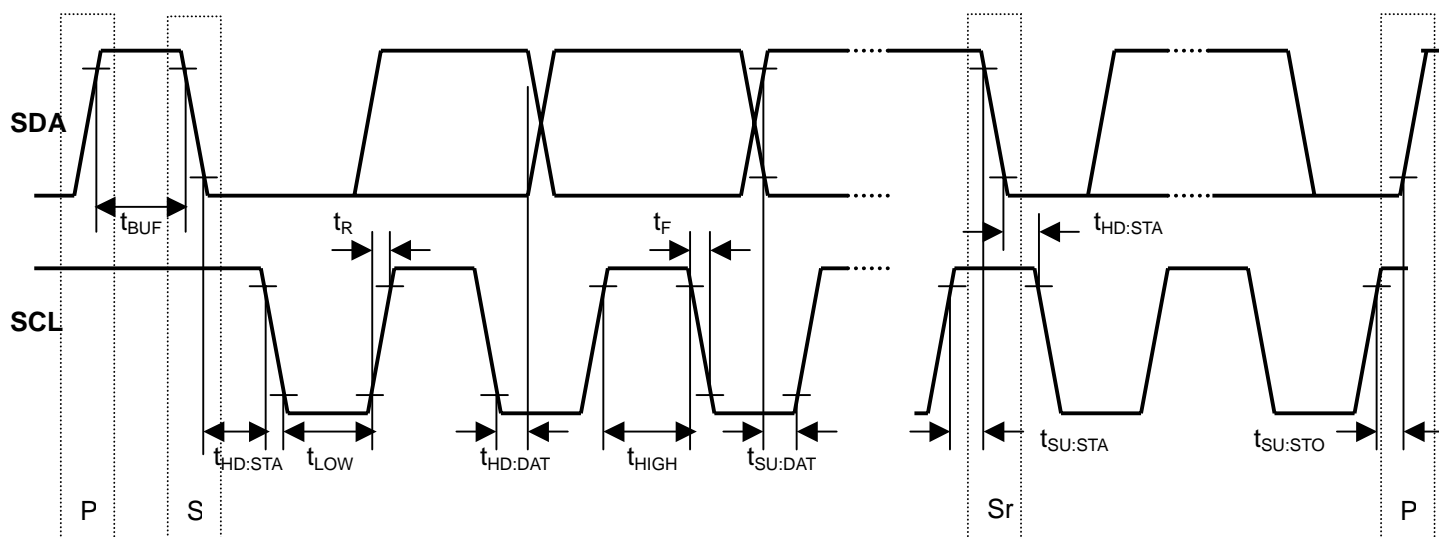 SDA
t_BUF
t_R
t_F
t_HD:STA
SCL
t_HD:STA
t_LOW
t_HD:DAT
t_HIGH
t_SU:DAT
t_SU:STA
t_SU:STO
P
S
Sr
P